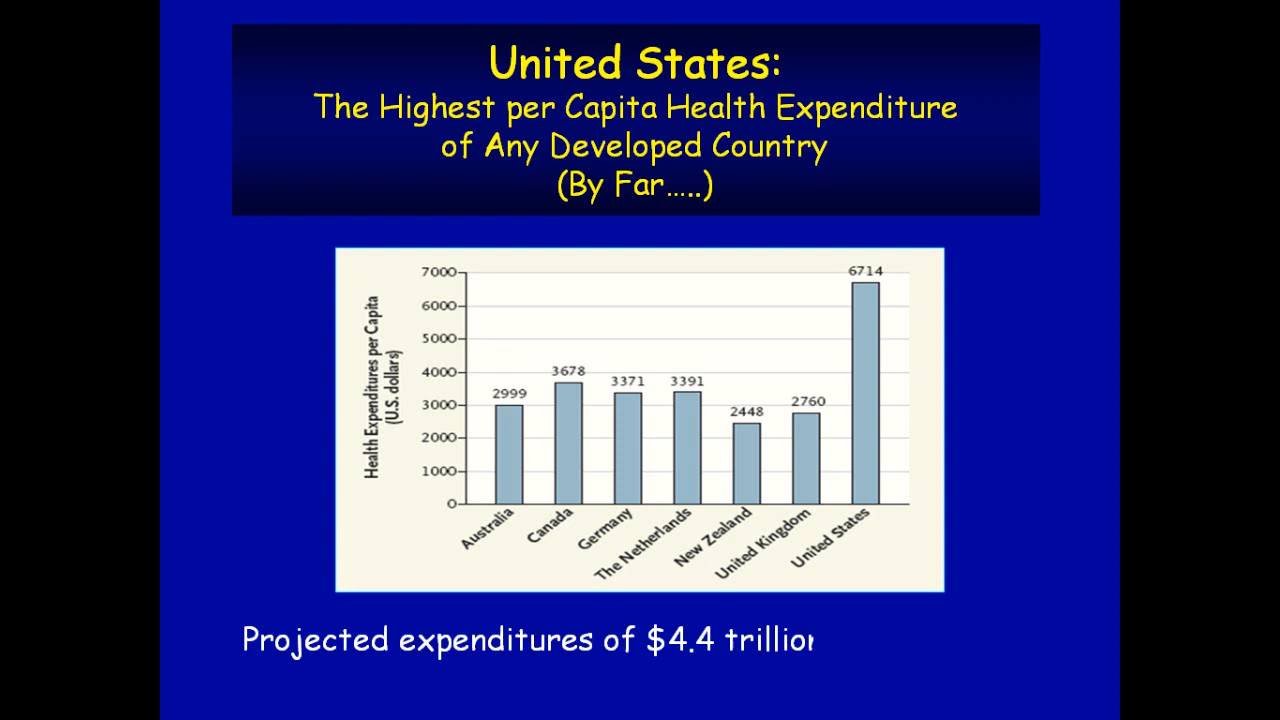 United States:
The Highest per Capita Health Expenditure
of Any Developed Country
(By Far…..)
Health Expenditures per Capita
(U.S. dollars)
7000
6000
5000
4000
3000
2000
1000
0
2999
3678
3371
3391
2448
2760
6714
Australia
Canada
Germany
The Netherlands
New Zealand
United Kingdom
United States
Projected expenditures of $4.4 trillion